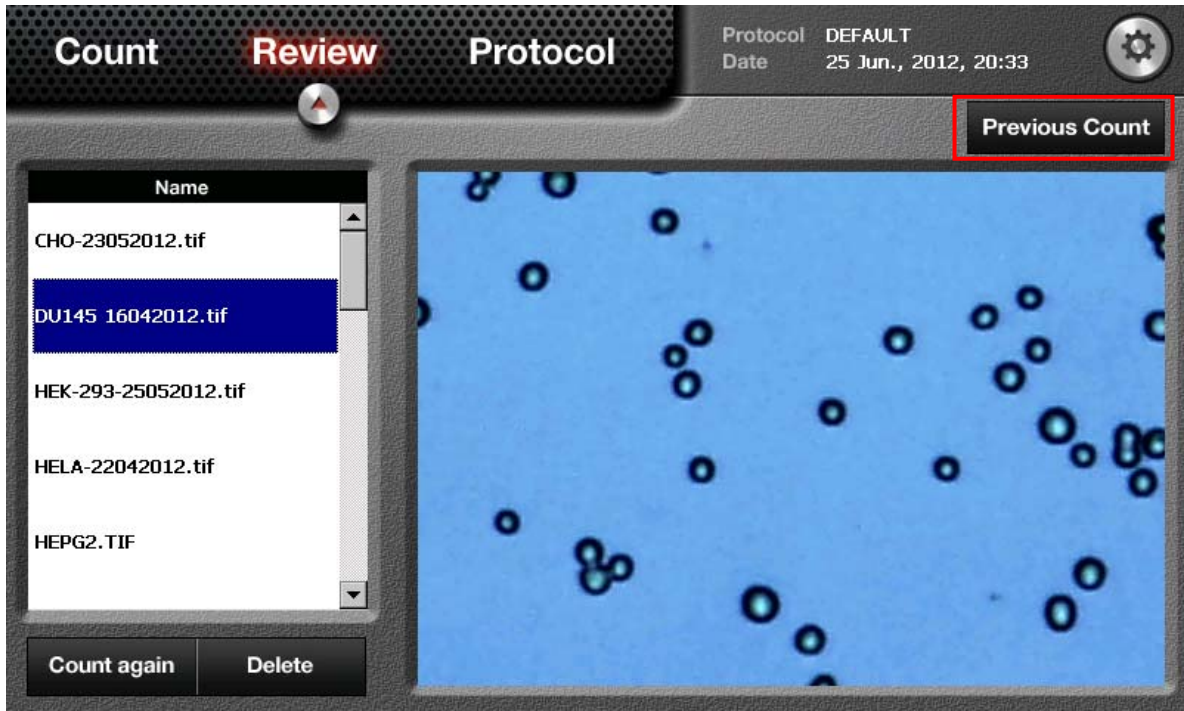 Count Review Protocol
Protocol DEFAULT
Date 25 Jun., 2012, 20:33
Previous Count
Name
CHO-23052012.tif
DU145 16042012.tif
HEK-293-25052012.tif
HELA-22042012.tif
HEPG2.TIF
Count again Delete